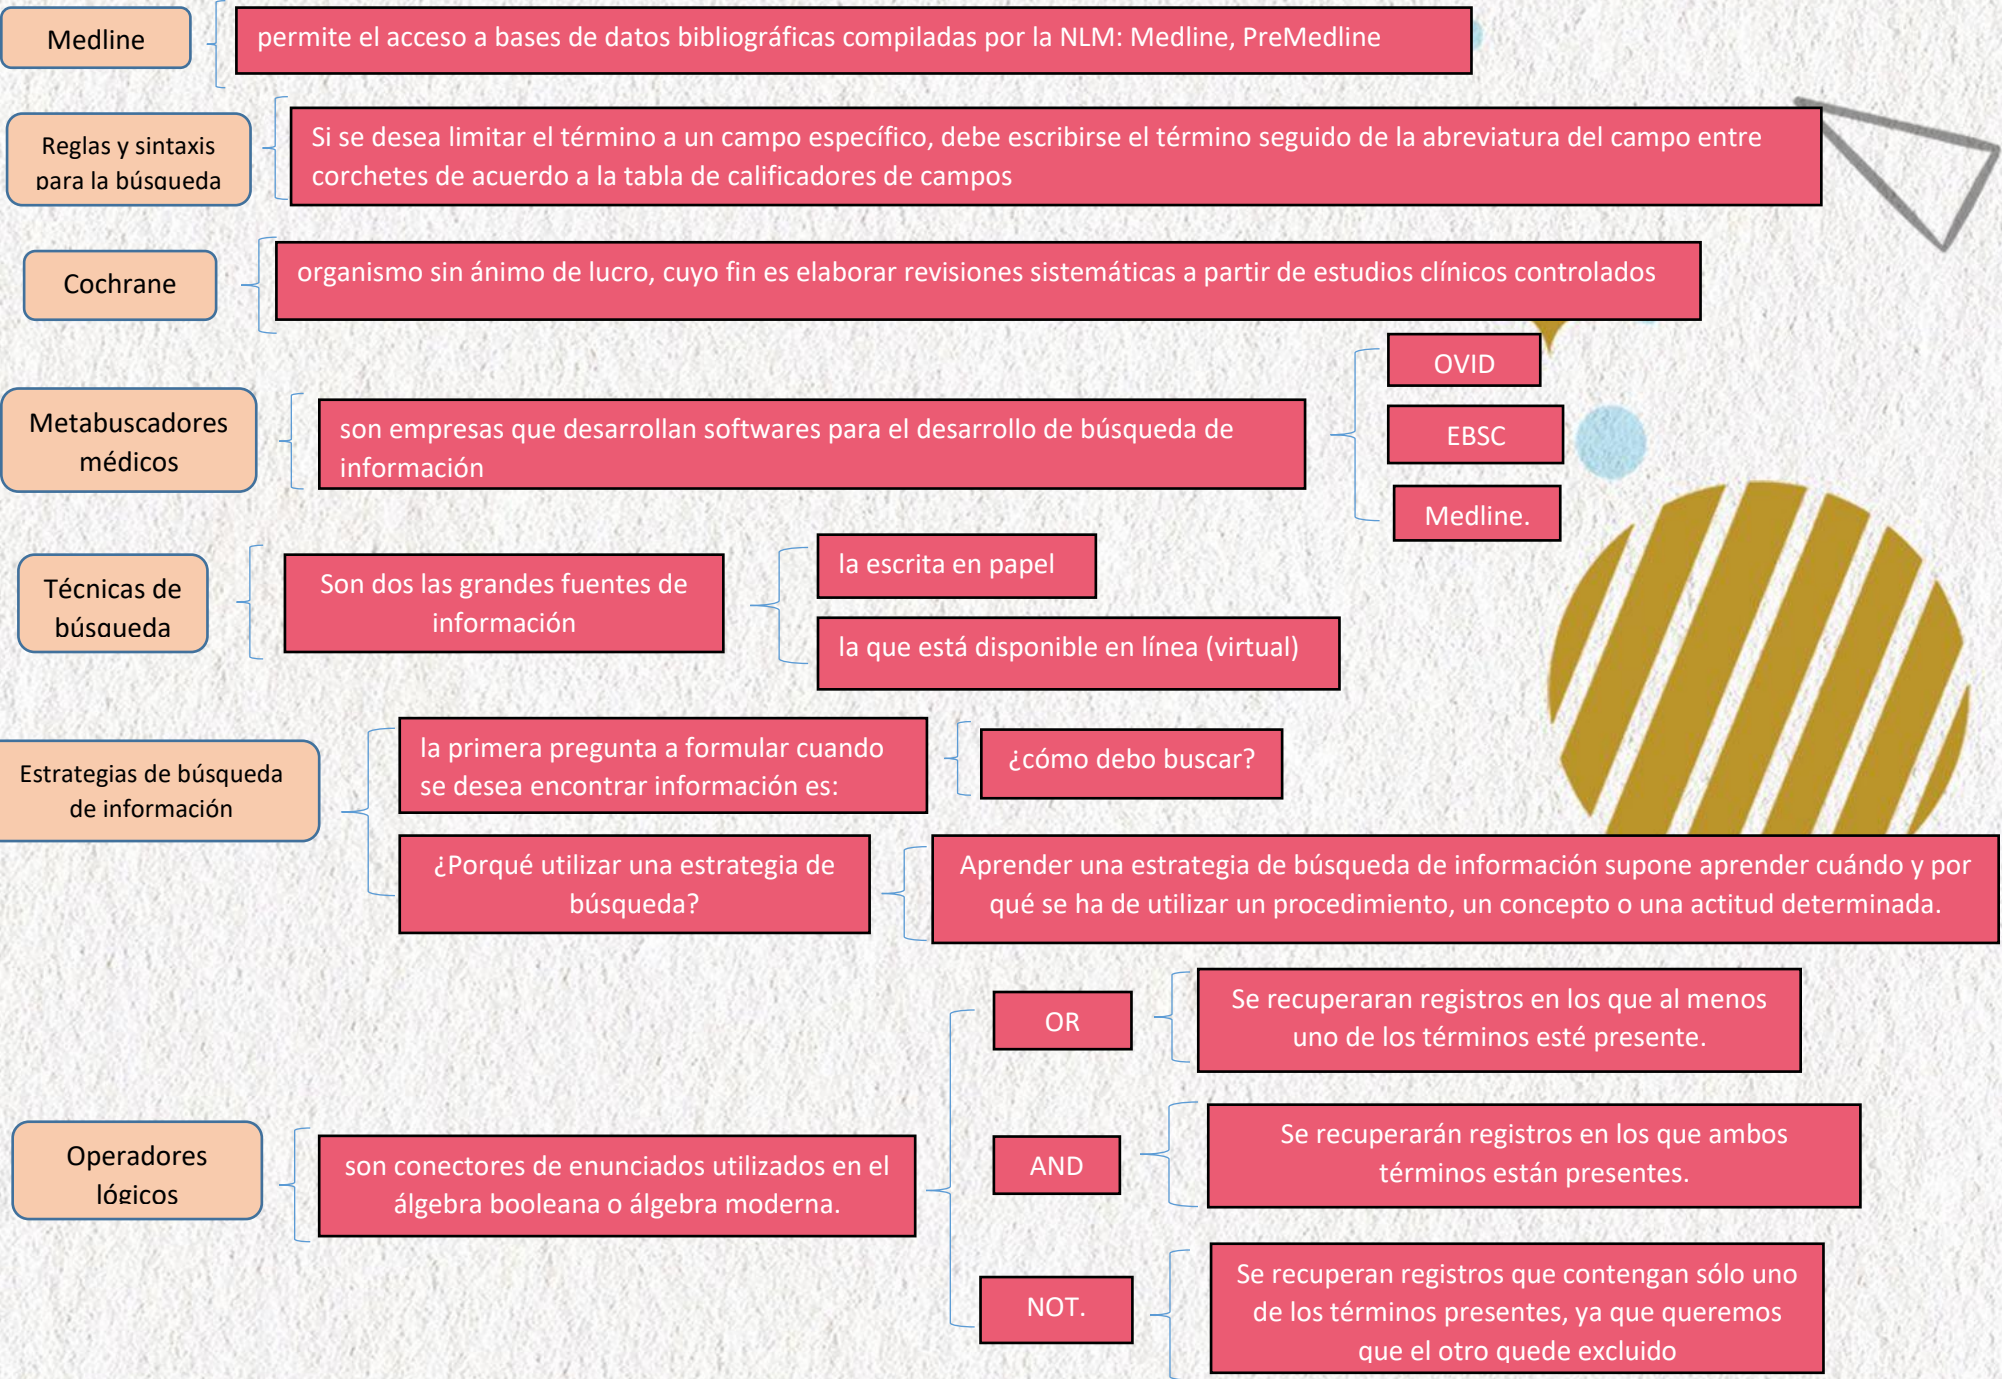 Medline
permite el acceso a bases de datos bibliográficas compiladas por la NLM: Medline, PreMedline
Reglas y sintaxis
para la búsqueda
Si se desea limitar el término a un campo específico, debe escribirse el término seguido de la abreviatura del campo entre
corchetes de acuerdo a la tabla de calificadores de campos
Cochrane
organismo sin ánimo de lucro, cuyo fin es elaborar revisiones sistemáticas a partir de estudios clínicos controlados
Metabuscadores
médicos
son empresas que desarrollan softwares para el desarrollo de búsqueda de
información
OVID
EBSC
Medline.
Técnicas de
búsqueda
Son dos las grandes fuentes de
información
la escrita en papel
la que está disponible en línea (virtual)
Estrategias de búsqueda
de información
la primera pregunta a formular cuando
se desea encontrar información es:
¿cómo debo buscar?
¿Porqué utilizar una estrategia de
búsqueda?
Aprender una estrategia de búsqueda de información supone aprender cuándo y por
qué se ha de utilizar un procedimiento, un concepto o una actitud determinada.
Operadores
lógicos
son conectores de enunciados utilizados en el
álgebra booleana o álgebra moderna.
OR
Se recuperaran registros en los que al menos
uno de los términos esté presente.
AND
Se recuperarán registros en los que ambos
términos están presentes.
NOT.
Se recuperan registros que contengan sólo uno
de los términos presentes, ya que queremos
que el otro quede excluido